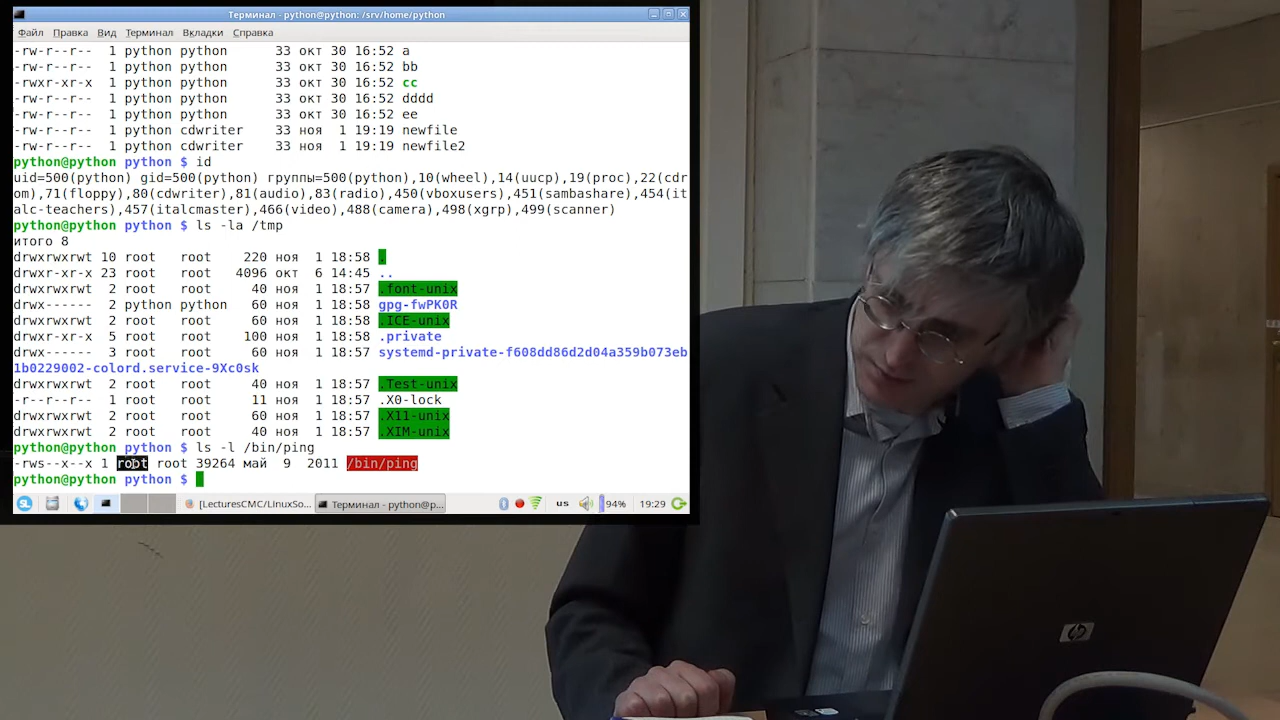 Терминал - python@python: /srv/home/python
Файл Правка Вид Терминал Вкладки Справка
-rw-r--r-- 1 python python 33 окт 30 16:52 a
-rw-r--r-- 1 python python 33 окт 30 16:52 bb
-rwxr-xr-x 1 python python 33 окт 30 16:52 cc
-rw-r--r-- 1 python python 33 окт 30 16:52 dddd
-rw-r--r-- 1 python python 33 окт 30 16:52 ee
-rw-r--r-- 1 python cdwriter 33 ноя 1 19:19 newfile
-rw-r--r-- 1 python cdwriter 33 ноя 1 19:19 newfile2
python@python python $ id
uid=500(python) gid=500(python) группы=500(python),10(wheel),14(uucp),19(proc),22(cdr
om),71(floppy),80(cdwriter),81(audio),83(radio),450(vboxusers),451(sambashare),454(it
alc-teachers),457(italcmaster),466(video),488(camera),498(xgrp),499(scanner)
python@python python $ ls -la /tmp
итого 8
drwxrwxrwt 10 root root 220 ноя 1 18:58 .
drwxr-xr-x 23 root root 4096 окт 6 14:45 ..
drwxrwxrwt 2 root root 40 ноя 1 18:57 .font-unix
drwx------ 2 python python 60 ноя 1 18:58 gpg-fwPK0R
drwxrwxrwt 2 root root 60 ноя 1 18:58 .ICE-unix
drwxr-xr-x 5 root root 100 ноя 1 18:58 .private
drwx------ 3 root root 60 ноя 1 18:57 systemd-private-f608dd86d2d04a359b073eb
1b0229002-colord.service-9Xc0sk
drwxrwxrwt 2 root root 40 ноя 1 18:57 .Test-unix
-r--r--r-- 1 root root 11 ноя 1 18:57 .X0-lock
drwxrwxrwt 2 root root 60 ноя 1 18:57 .X11-unix
drwxrwxrwt 2 root root 40 ноя 1 18:57 .XIM-unix
python@python python $ ls -l /bin/ping
-rws--x--x 1 root root 39264 май 9 2011 /bin/ping
python@python python $
[LecturesCMC/LinuxSo... Терминал - python@p... us 94% 19:29
hp